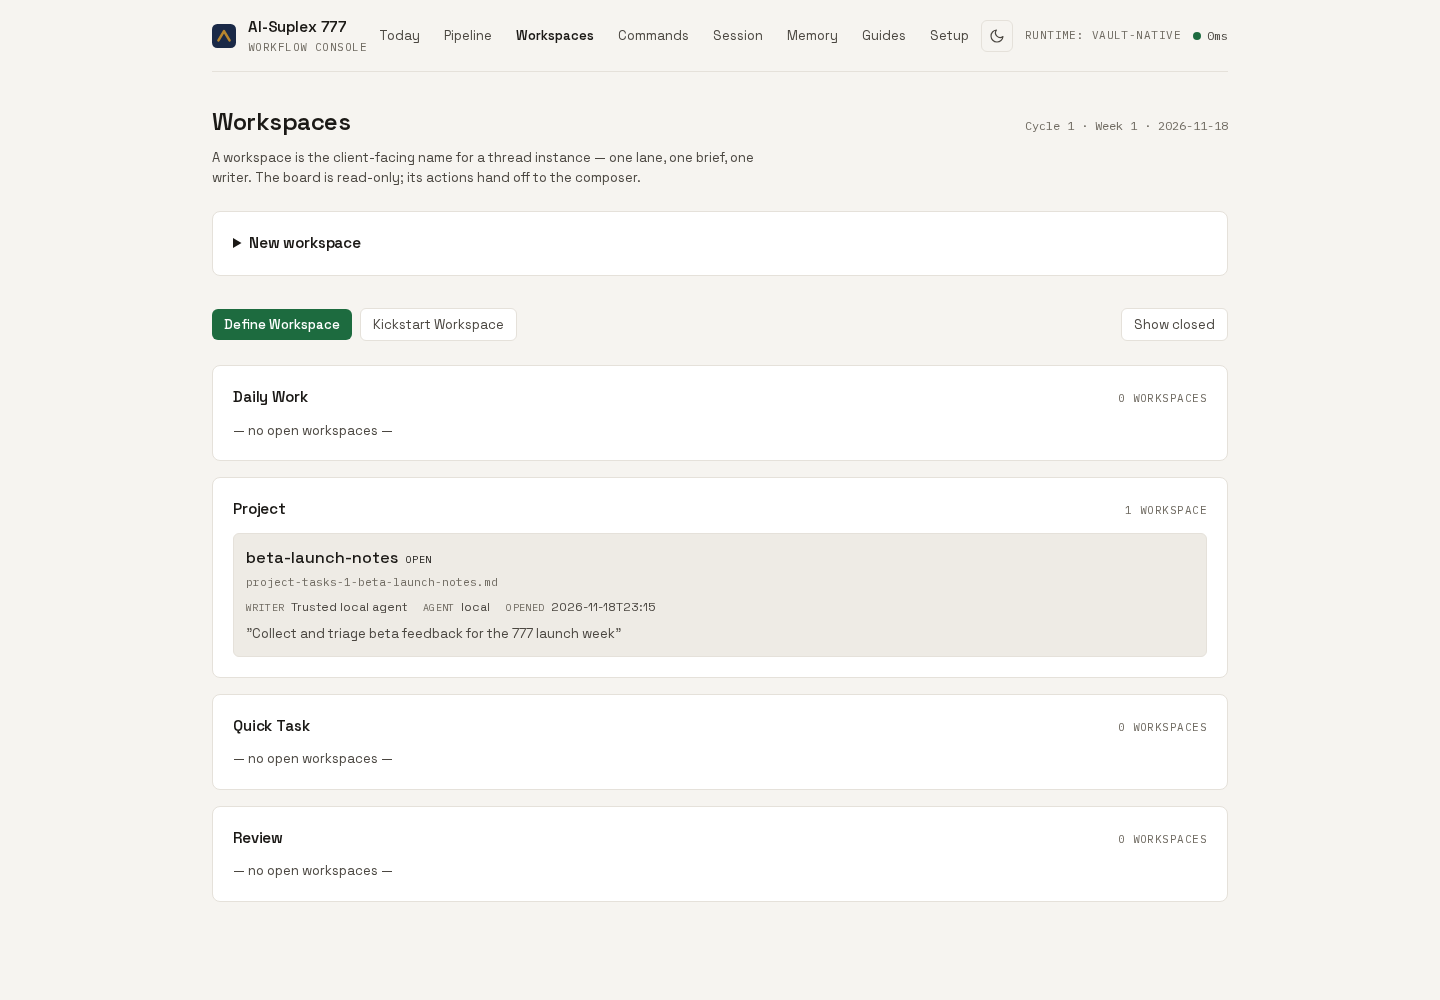 AI-Suplex 777
WORKFLOW CONSOLE
Today Pipeline Workspaces Commands Session Memory Guides Setup
RUNTIME: VAULT-NATIVE 0ms
Workspaces
Cycle 1 · Week 1 · 2026-11-18
A workspace is the client-facing name for a thread instance — one lane, one brief, one
writer. The board is read-only; its actions hand off to the composer.
New workspace
Define Workspace Kickstart Workspace Show closed
Daily Work 0 WORKSPACES
— no open workspaces —
Project 1 WORKSPACE
beta-launch-notes OPEN
project-tasks-1-beta-launch-notes.md
WRITER Trusted local agent AGENT local OPENED 2026-11-18T23:15
"Collect and triage beta feedback for the 777 launch week"
Quick Task 0 WORKSPACES
— no open workspaces —
Review 0 WORKSPACES
— no open workspaces —